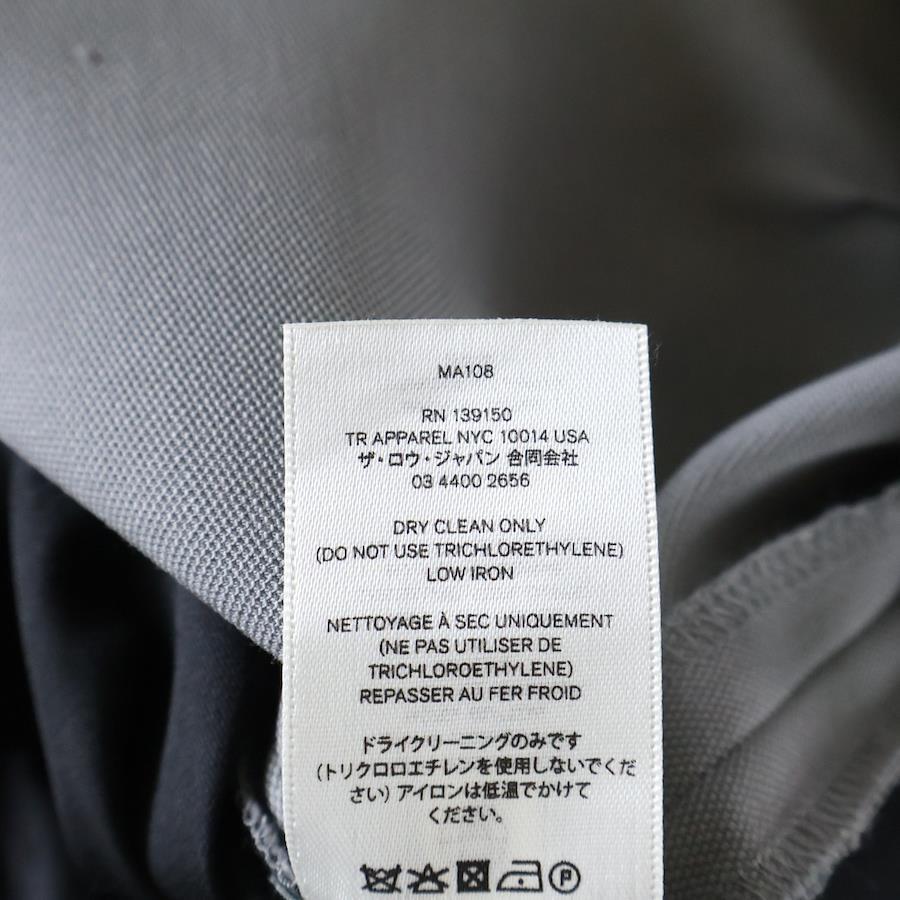 MA108
RN 139150
TR APPAREL NYC 10014 USA
ザ・ロウ・ジャパン 合同会社
03 4400 2656
DRY CLEAN ONLY
(DO NOT USE TRICHLORETHYLENE)
LOW IRON
NETTOYAGE À SEC UNIQUEMENT
(NE PAS UTILISER DE
TRICHLOROETHYLENE)
REPASSER AU FER FROID
ドライクリーニングのみです
(トリクロロエチレンを使用しないでくだ
さい) アイロンは低温でかけて
ください。
P